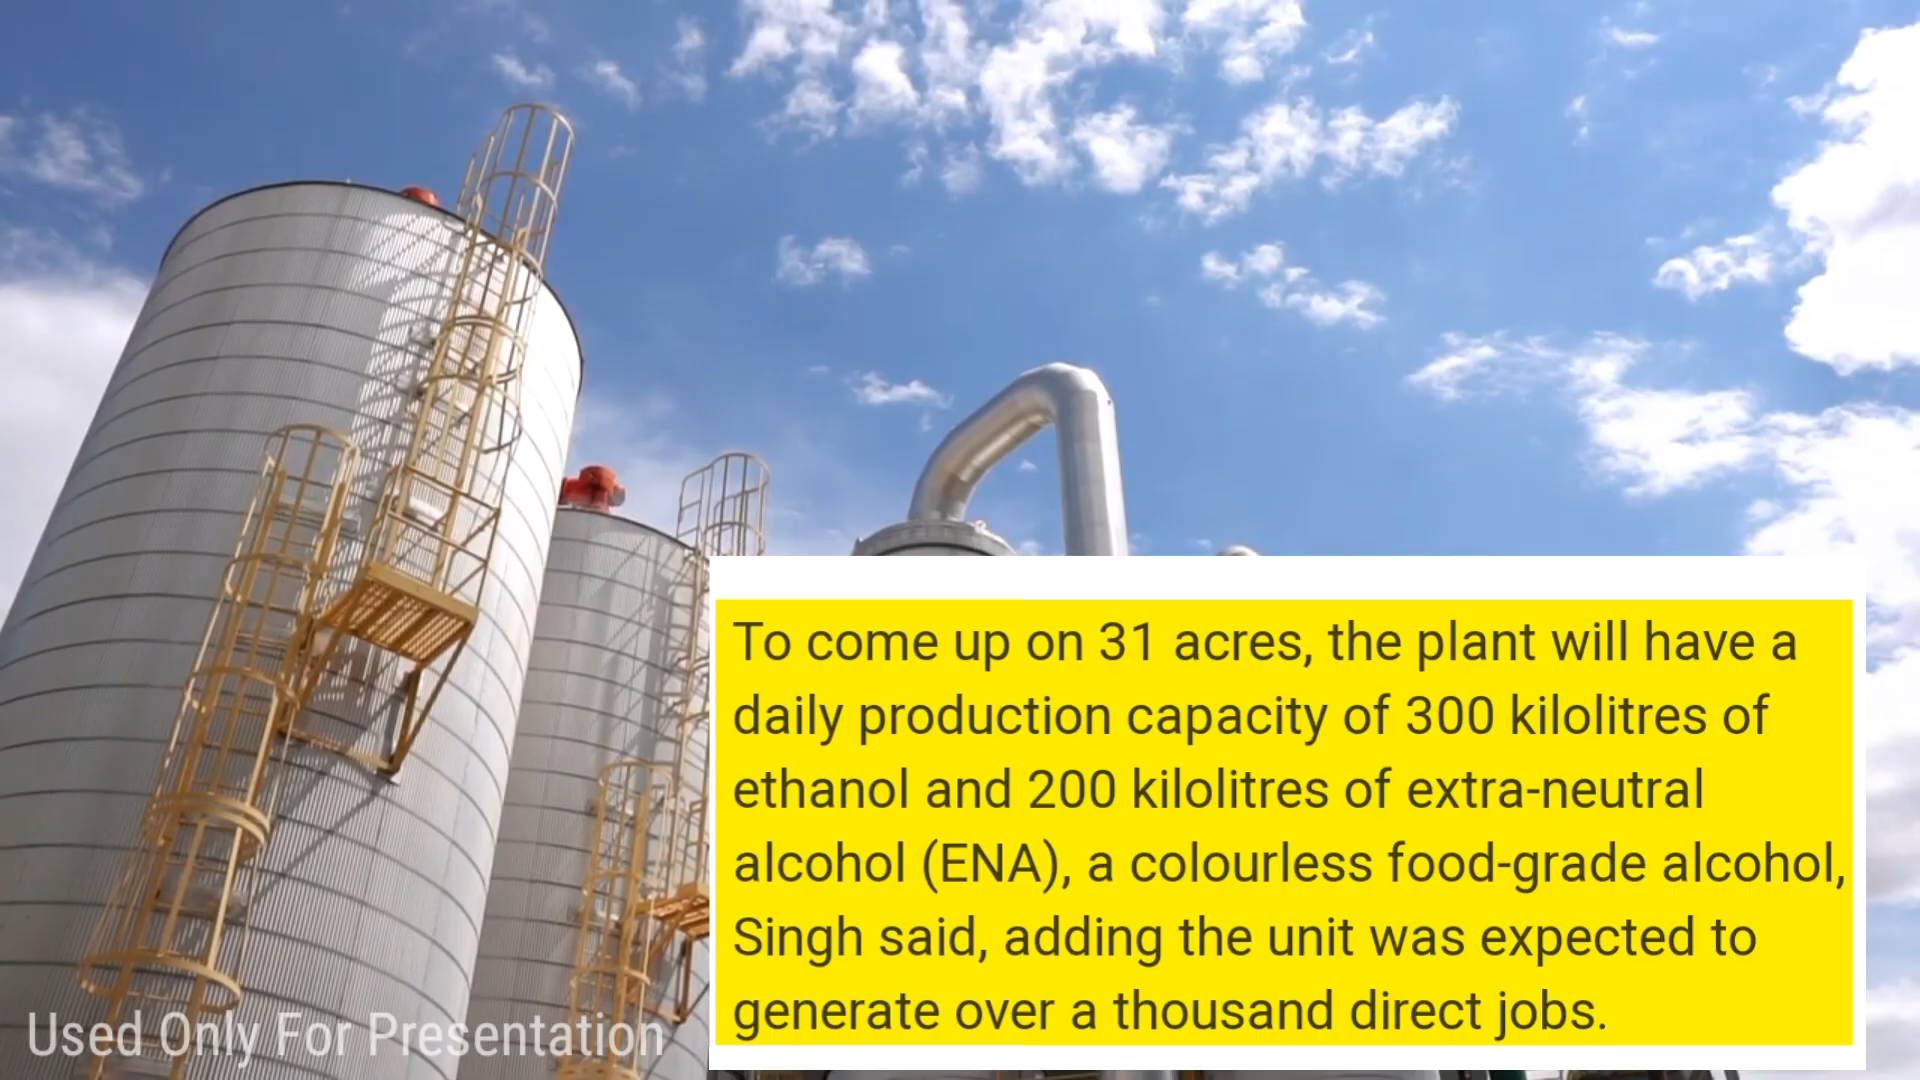 To come up on 31 acres, the plant will have a
daily production capacity of 300 kilolitres of
ethanol and 200 kilolitres of extra-neutral
alcohol (ENA), a colourless food-grade alcohol,
Singh said, adding the unit was expected to
generate over a thousand direct jobs.
Used Only For Presentation